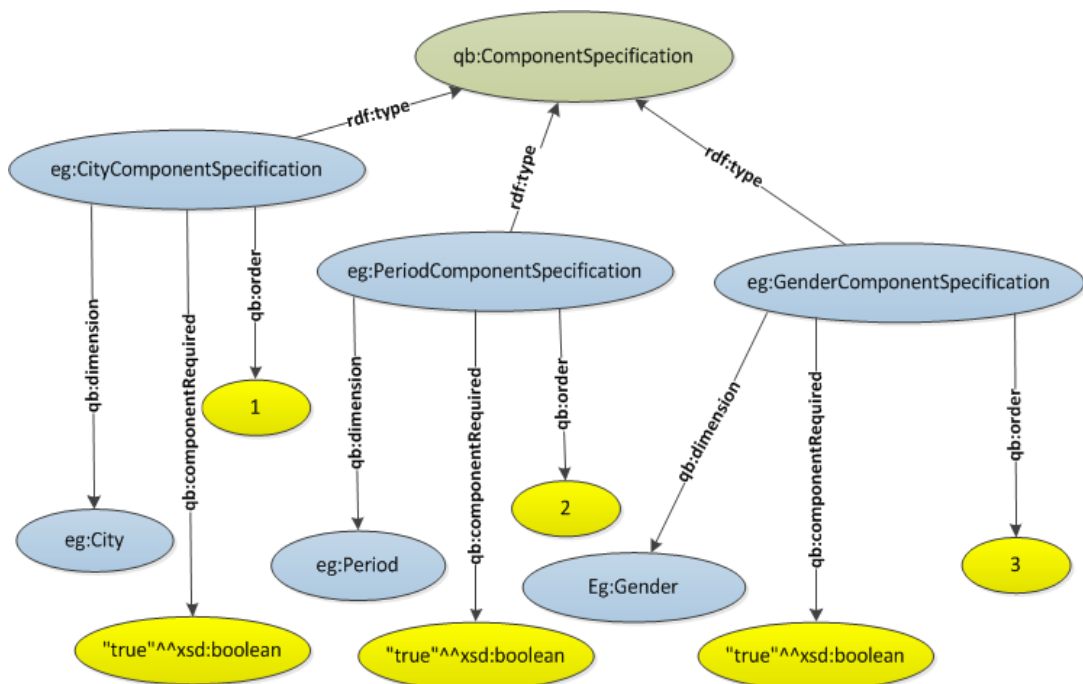 qb:ComponentSpecification
rdf:type
rdf:type
rdf:type
eg:CityComponentSpecification
eg:PeriodComponentSpecification
eg:GenderComponentSpecification
qb:dimension
qb:componentRequired
qb:order
qb:dimension
qb:componentRequired
qb:order
qb:dimension
qb:componentRequired
qb:order
1
2
3
eg:City
eg:Period
Eg:Gender
"true"^^xsd:boolean
"true"^^xsd:boolean
"true"^^xsd:boolean